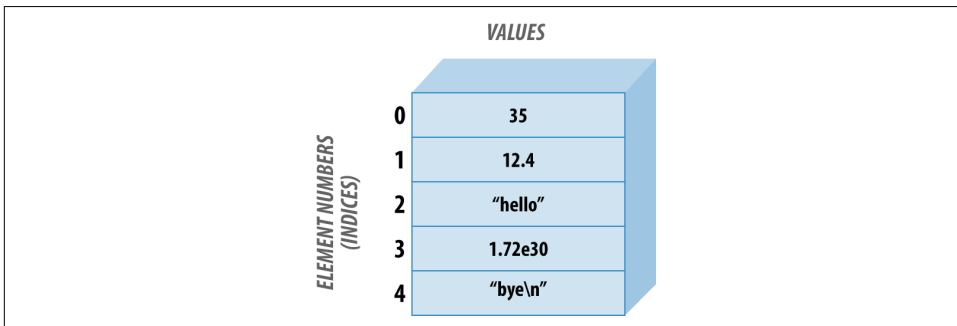 VALUES
0 35
1 12.4
2 “hello”
3 1.72e30
4 “bye\n”
ELEMENT NUMBERS
(INDICES)